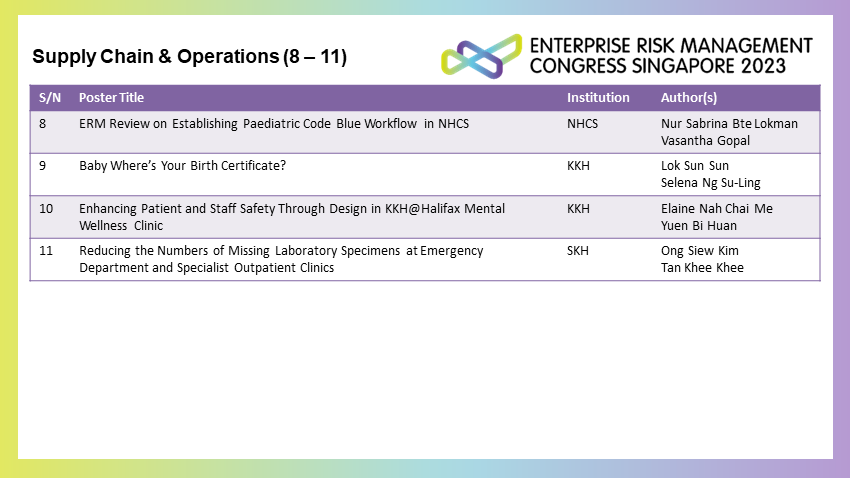 Supply Chain & Operations (8 – 11)
ENTERPRISE RISK MANAGEMENT
CONGRESS SINGAPORE 2023
S/N Poster Title Institution Author(s)
8 ERM Review on Establishing Paediatric Code Blue Workflow in NHCS NHCS Nur Sabrina Bte Lokman
Vasantha Gopal
9 Baby Where's Your Birth Certificate? KKH Lok Sun Sun
Selena Ng Su-Ling
10 Enhancing Patient and Staff Safety Through Design in KKH@Halifax Mental KKH Elaine Nah Chai Me
Wellness Clinic Yuen Bi Huan
11 Reducing the Numbers of Missing Laboratory Specimens at Emergency SKH Ong Siew Kim
Department and Specialist Outpatient Clinics Tan Khee Khee